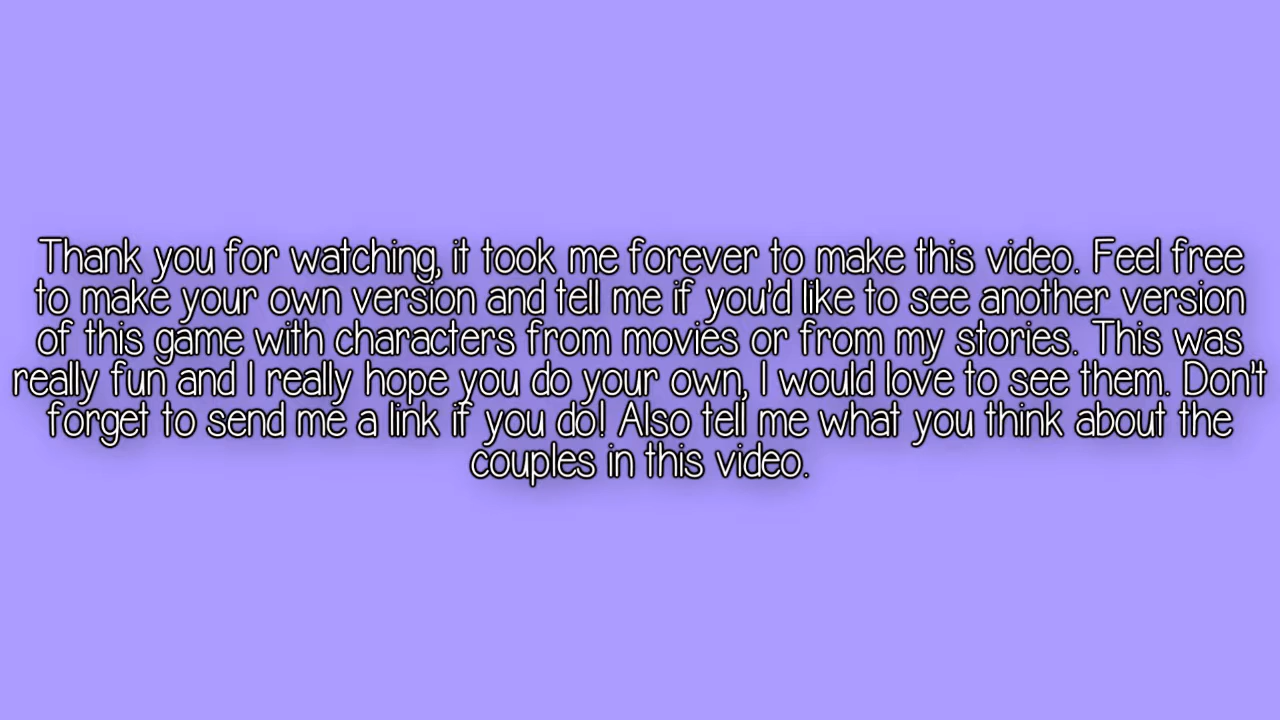 Thank you for watching, it took me forever to make this video. Feel free
to make your own version and tell me if you'd like to see another version
of this game with characters from movies or from my stories. This was
really fun and I really hope you do your own, I would love to see them. Don't
forget to send me a link if you do! Also tell me what you think about the
couples in this video.